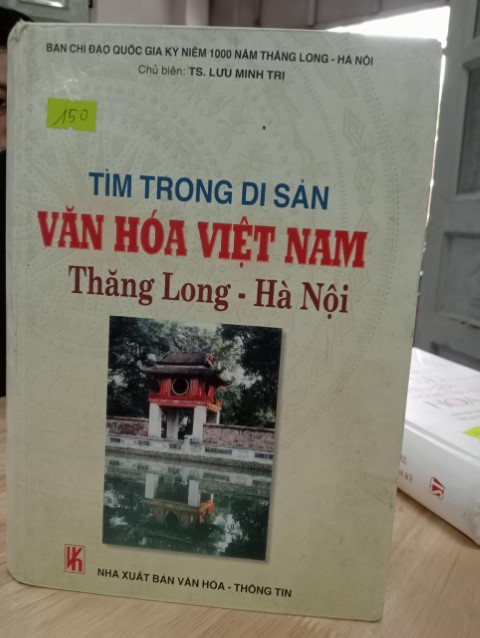 BAN CHỈ ĐẠO QUỐC GIA KỶ NIỆM 1000 NĂM THĂNG LONG - HÀ NỘI
Chủ biên: TS. LƯU MINH TRỊ
150
TÌM TRONG DI SẢN
VĂN HÓA VIỆT NAM
Thăng Long - Hà Nội
NHÀ XUẤT BẢN VĂN HÓA - THÔNG TIN